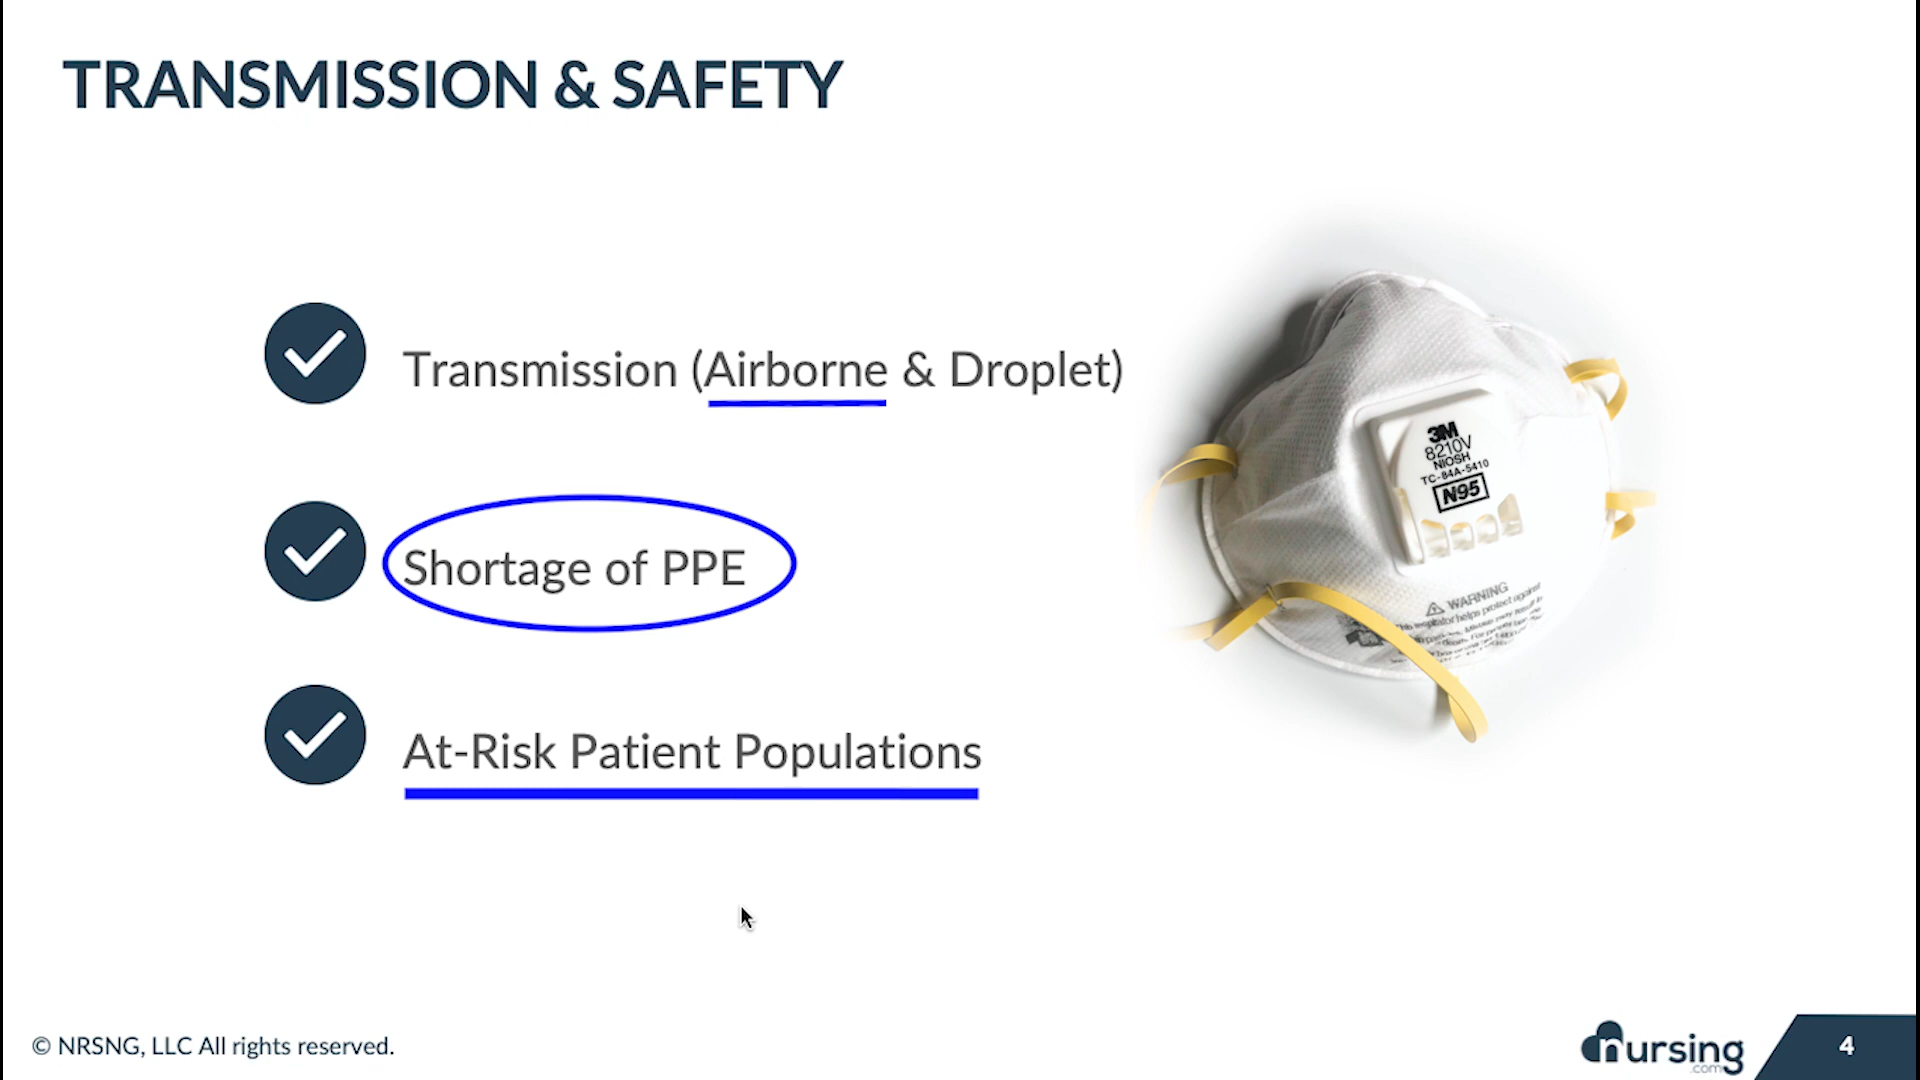 TRANSMISSION & SAFETY
Transmission (Airborne & Droplet)
Shortage of PPE
At-Risk Patient Populations
3M
8210V
NIOSH
TC-84A-5410
N95
WARNING
© NRSNG, LLC All rights reserved.
nursing
.com
4